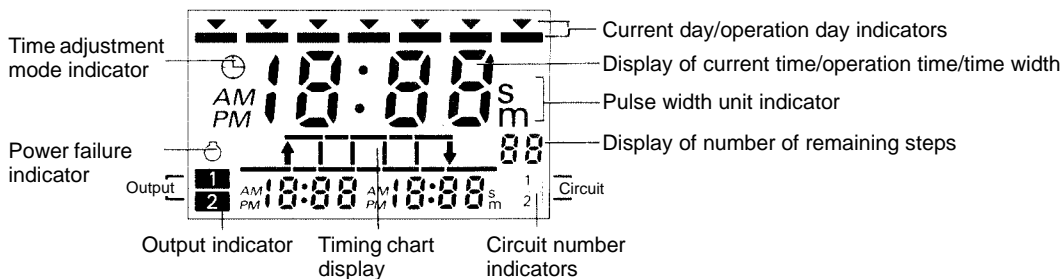 Time adjustment
mode indicator
Power failure
indicator
Output
Output indicator
Timing chart
display
Circuit number
indicators
Circuit
Current day/operation day indicators
Display of current time/operation time/time width
Pulse width unit indicator
Display of number of remaining steps
18:88
AM
PM
s
m
88
1
2
AM
PM
18:88
AM
PM
18:88
s
m
1
2